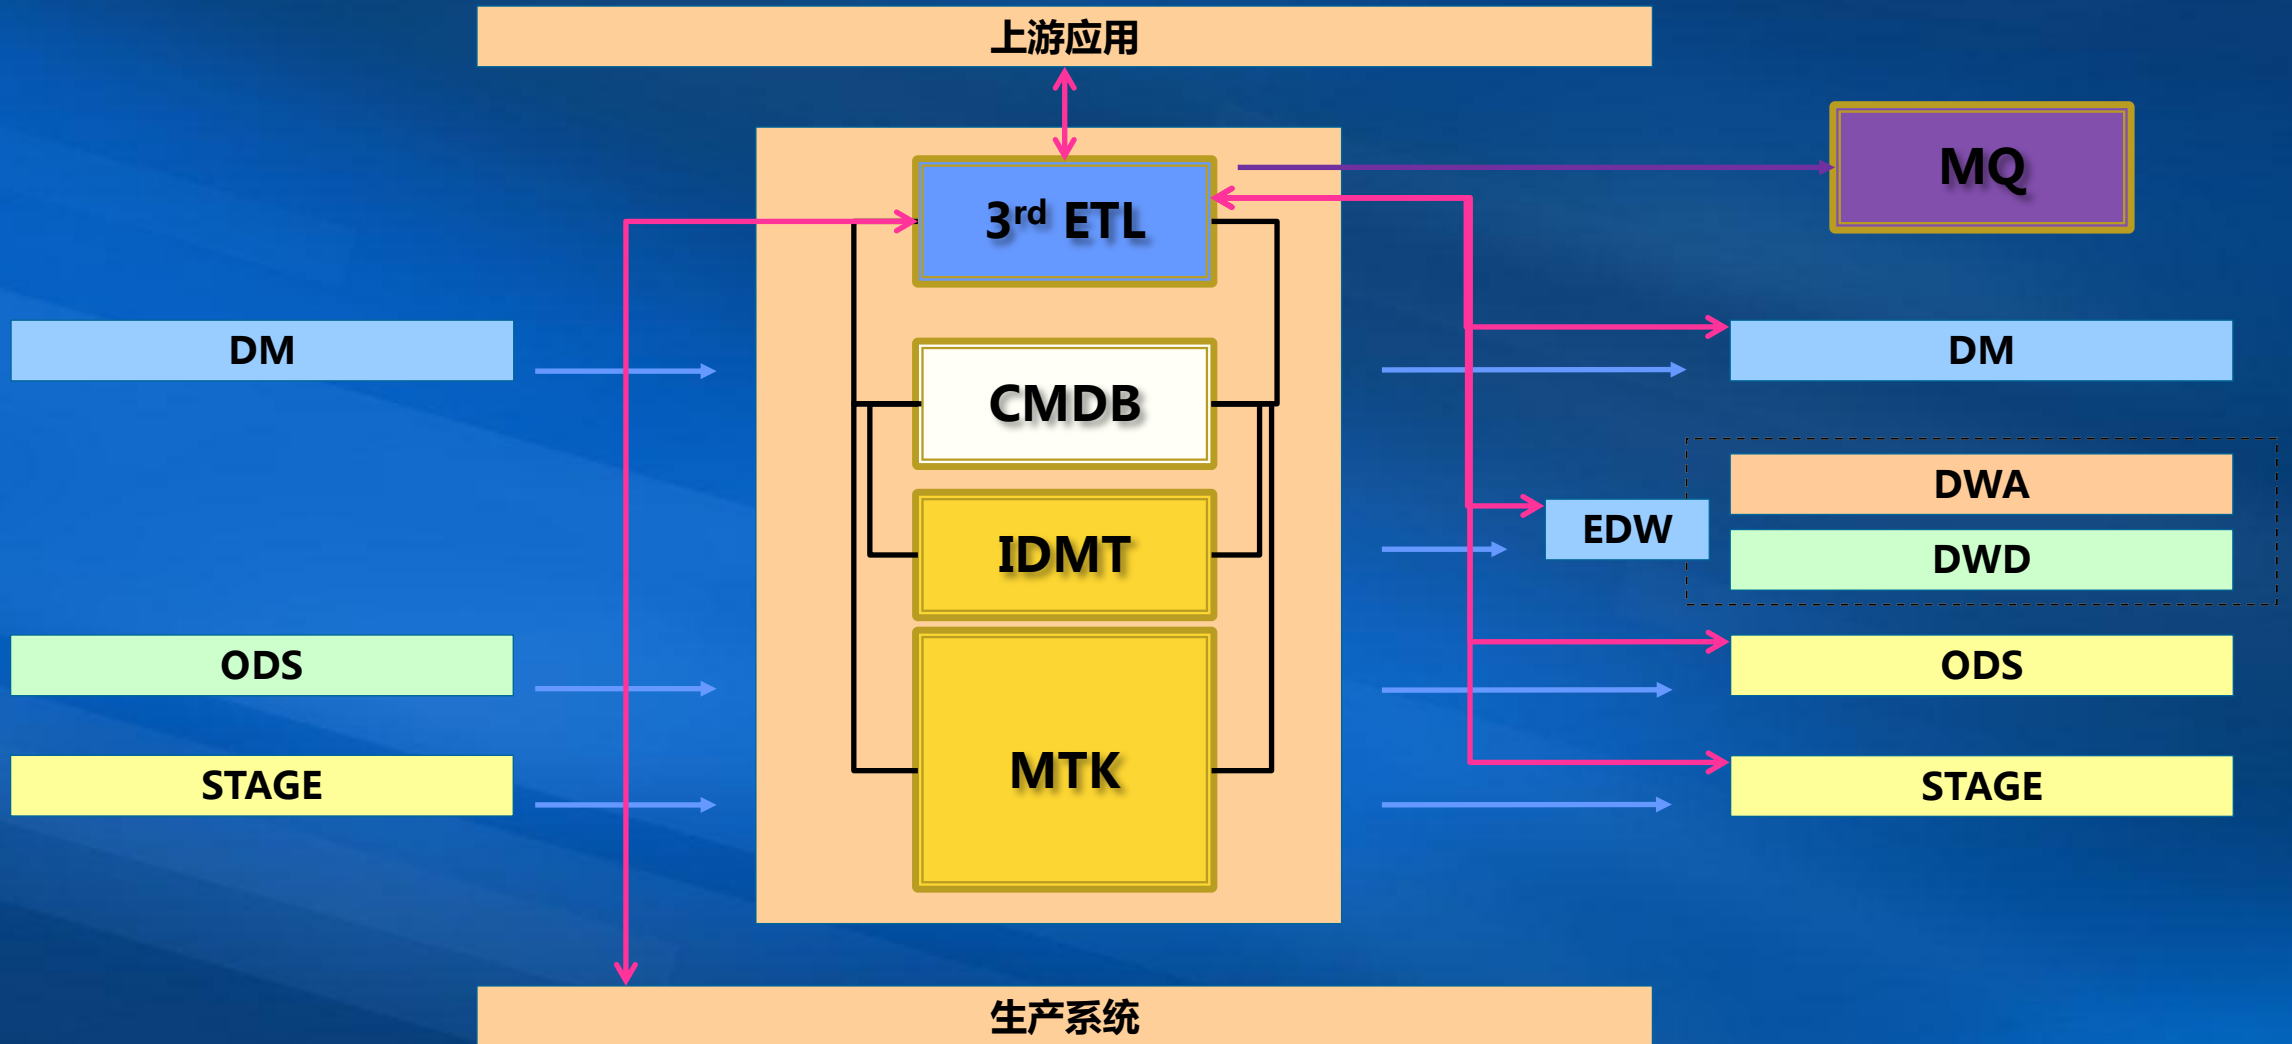 上游应用
MQ
3rd ETL
DM
DM
CMDB
DWA
EDW
DWD
IDMT
ODS
ODS
MTK
STAGE
STAGE
生产系统